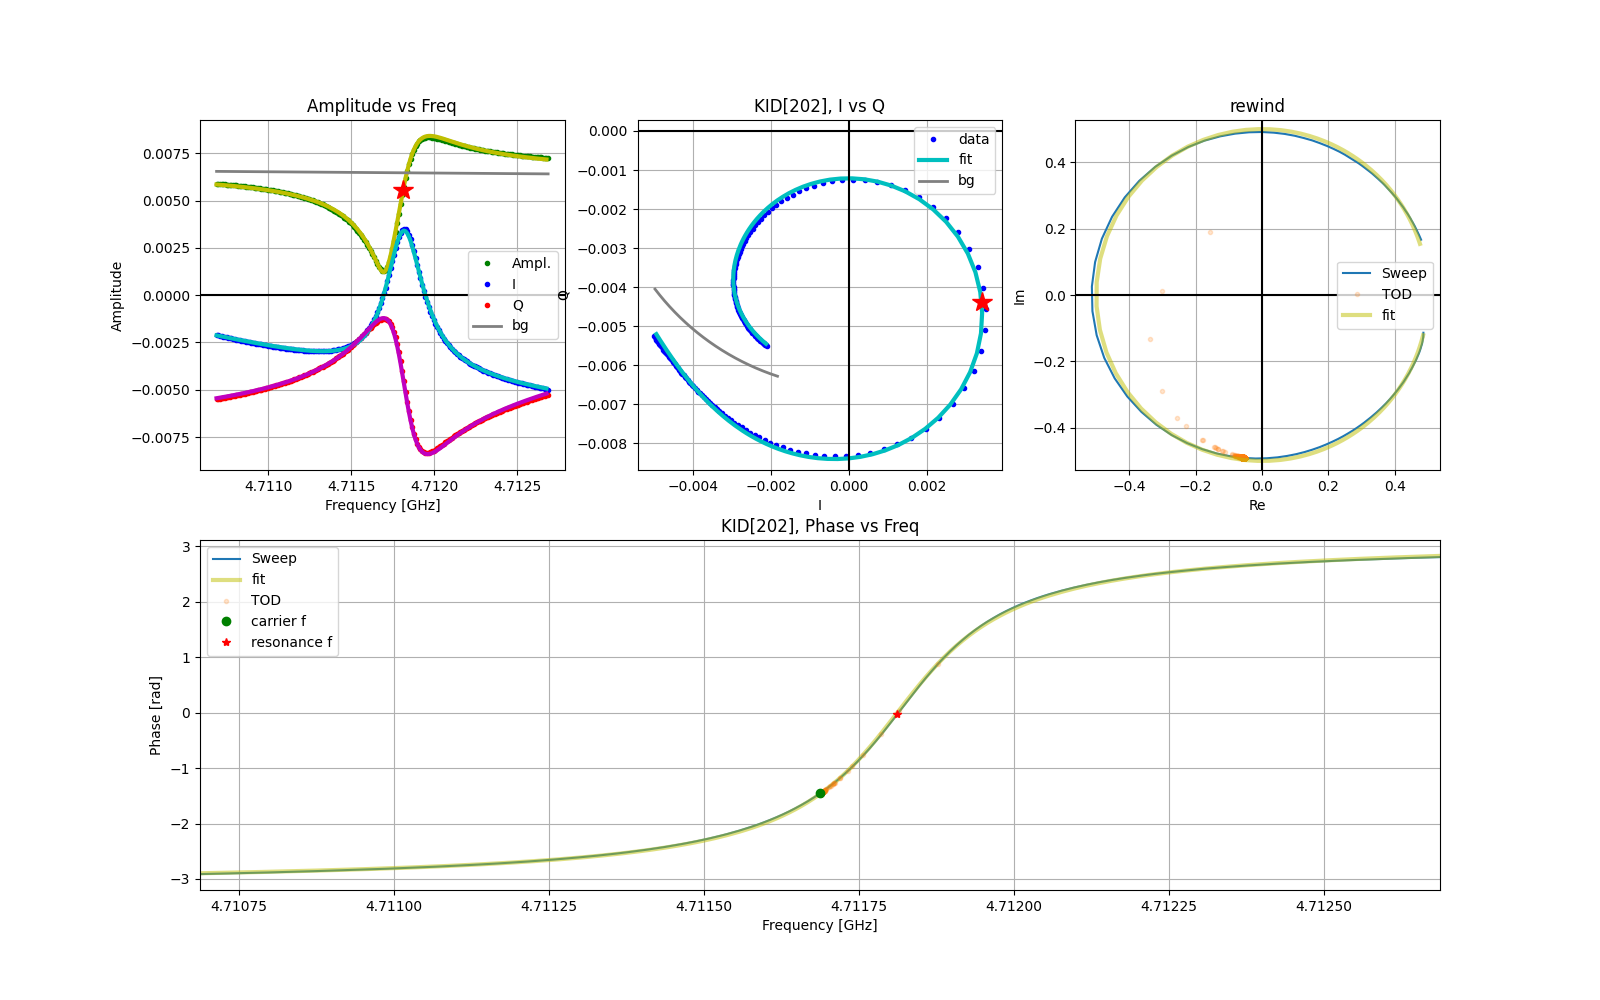 Amplitude vs Freq
Amplitude
0.0075
0.0050
0.0025
0.0000
−0.0025
−0.0050
−0.0075
Ampl.
I
Q
bg
4.7110
4.7115
4.7120
4.7125
Frequency [GHz]
KID[202], I vs Q
Q
0.000
−0.001
−0.002
−0.003
−0.004
−0.005
−0.006
−0.007
−0.008
data
fit
bg
−0.004
−0.002
0.000
0.002
I
rewind
Im
0.4
0.2
0.0
−0.2
−0.4
Sweep
TOD
fit
−0.4
−0.2
0.0
0.2
0.4
Re
KID[202], Phase vs Freq
Phase [rad]
3
2
1
0
−1
−2
−3
Sweep
fit
TOD
carrier f
resonance f
4.71075
4.71100
4.71125
4.71150
4.71175
4.71200
4.71225
4.71250
Frequency [GHz]